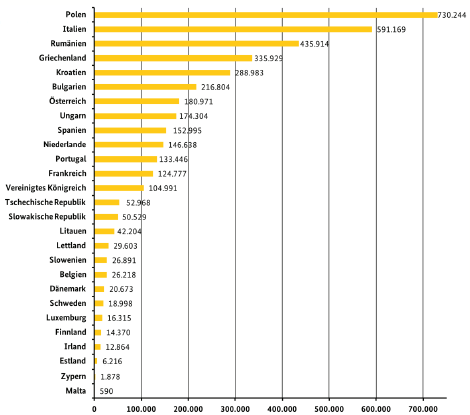 Polen 730.244
Italien 591.169
Rumänien 435.914
Griechenland 335.929
Kroatien 288.983
Bulgarien 216.804
Österreich 180.971
Ungarn 174.304
Spanien 152.995
Niederlande 146.638
Portugal 133.446
Frankreich 124.777
Vereinigtes Königreich 104.991
Tschechische Republik 52.968
Slowakische Republik 50.529
Litauen 42.204
Lettland 29.603
Slowenien 26.891
Belgien 26.218
Dänemark 20.673
Schweden 18.998
Luxemburg 16.315
Finnland 14.370
Irland 12.864
Estland 6.216
Zypern 1.878
Malta 590
0 100.000 200.000 300.000 400.000 500.000 600.000 700.000